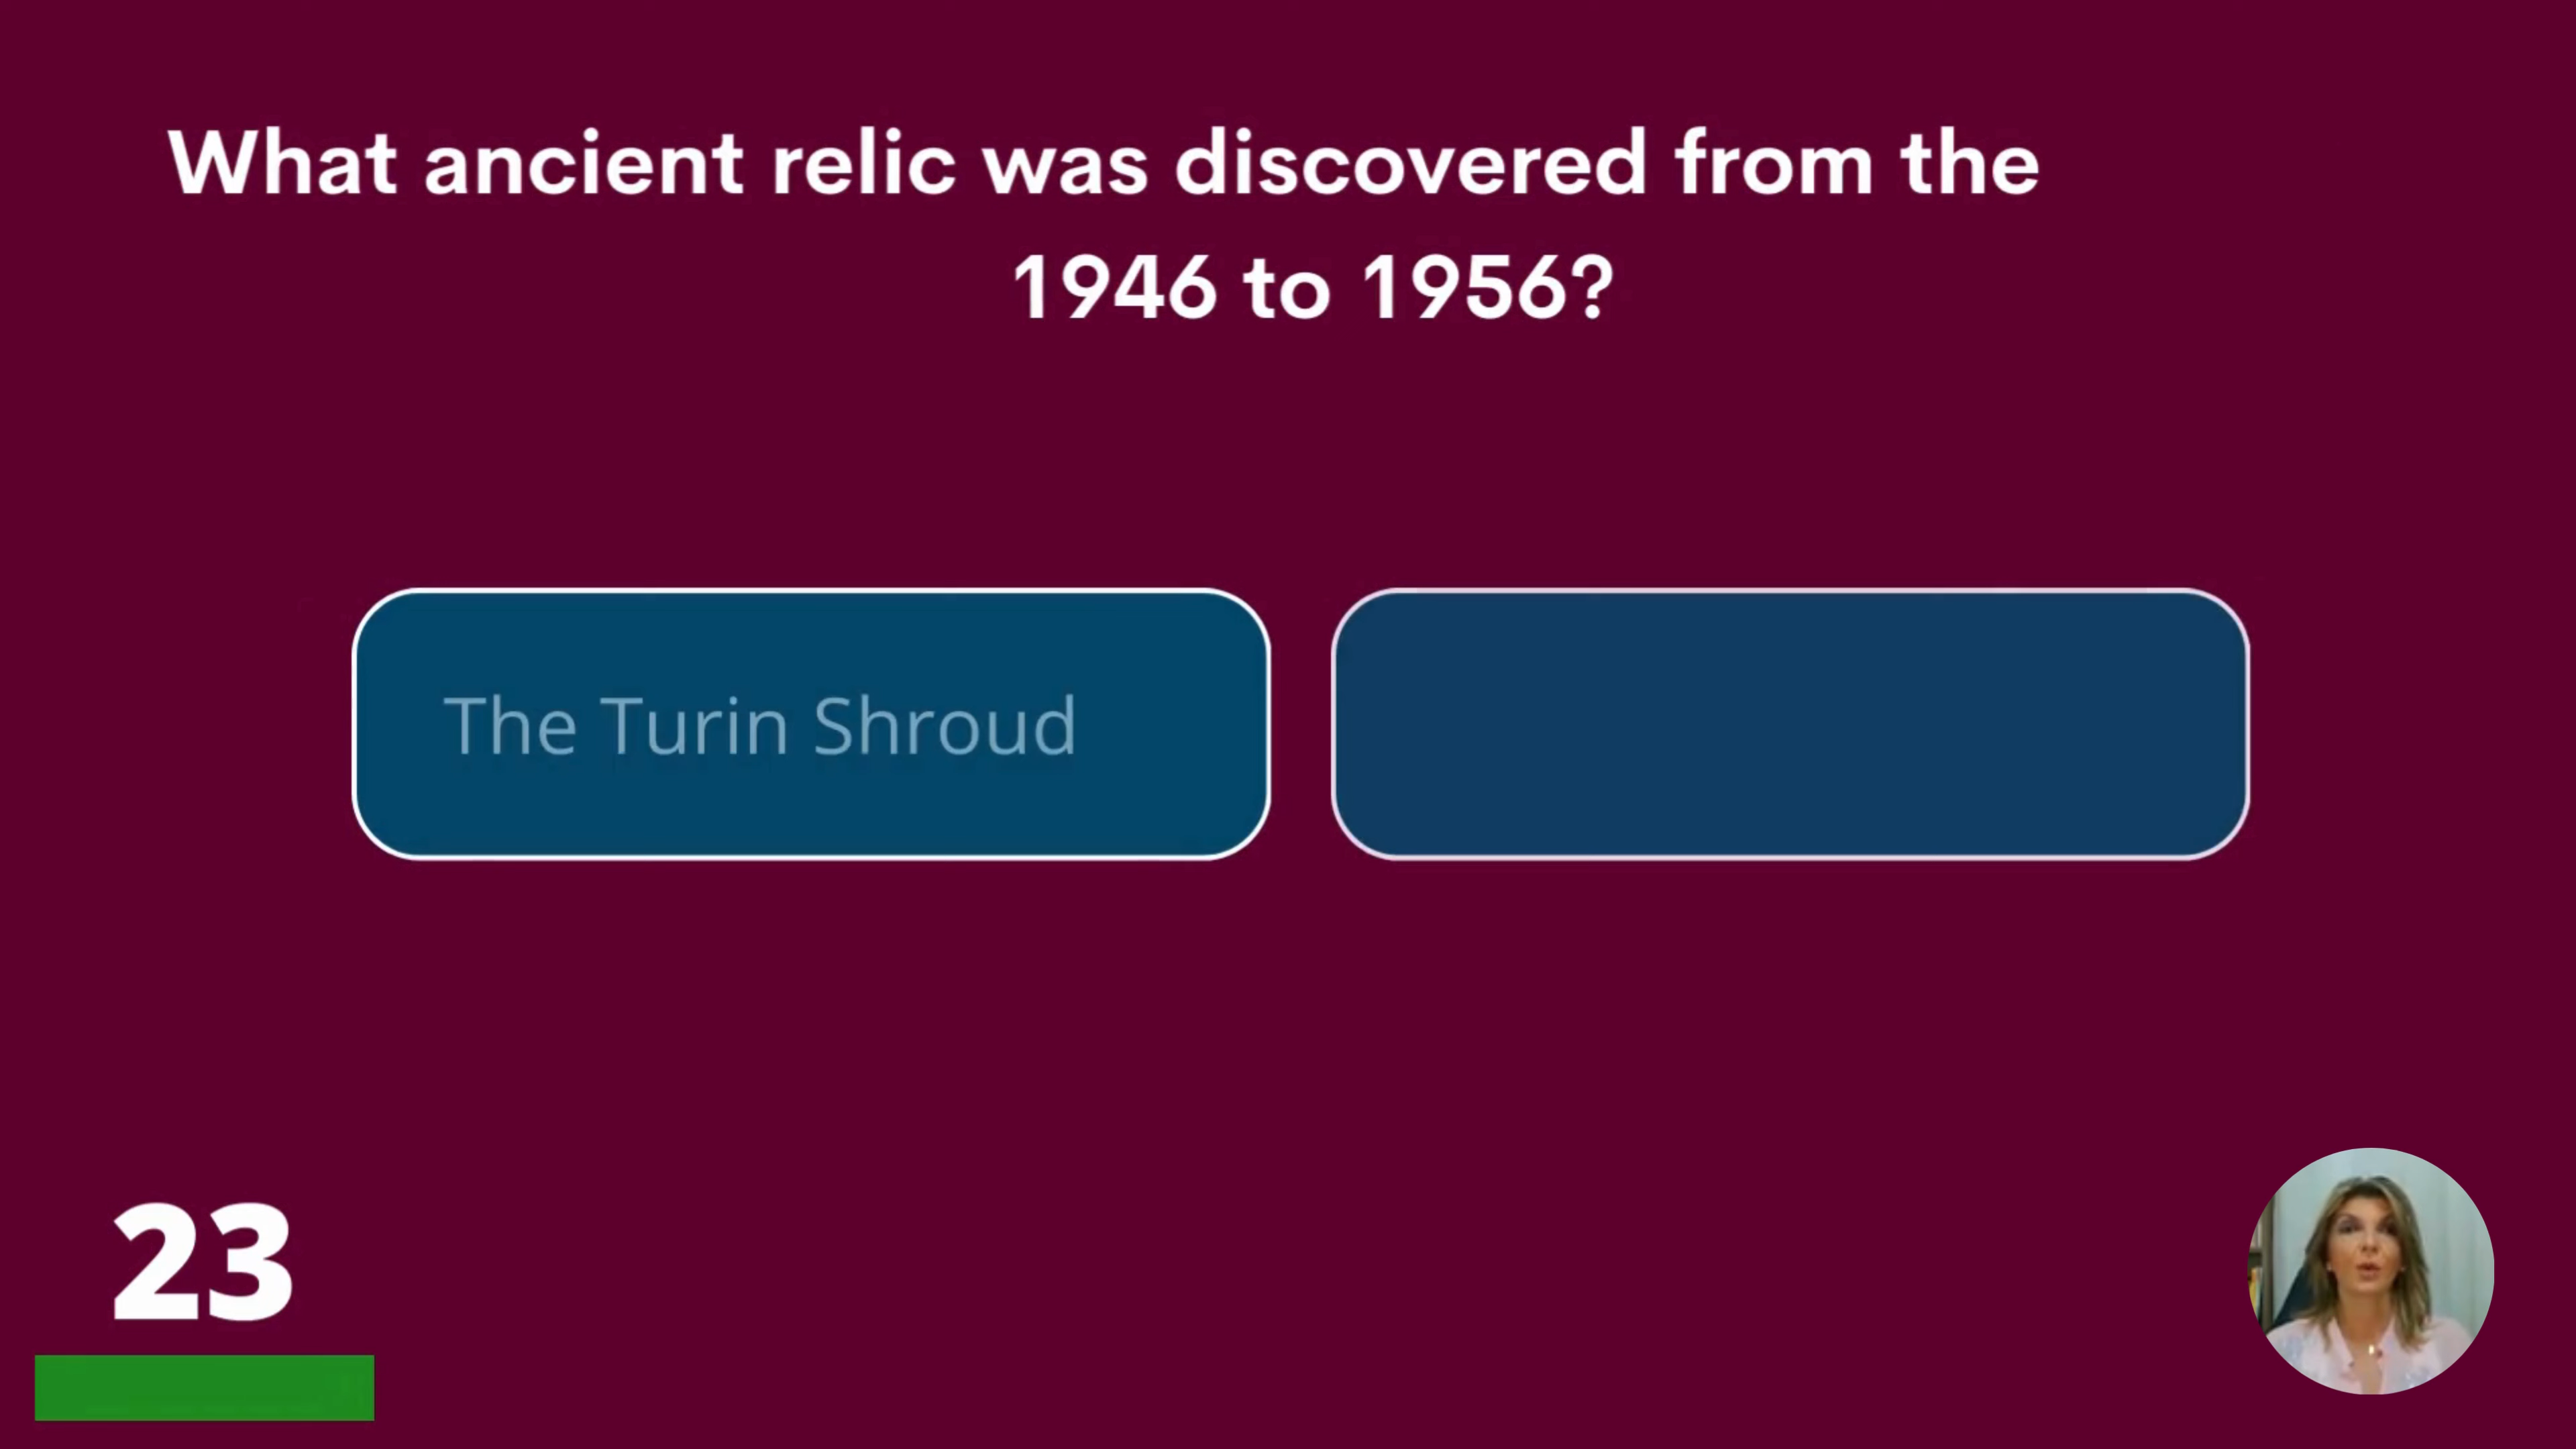 What ancient relic was discovered from the
1946 to 1956?
The Turin Shroud
23